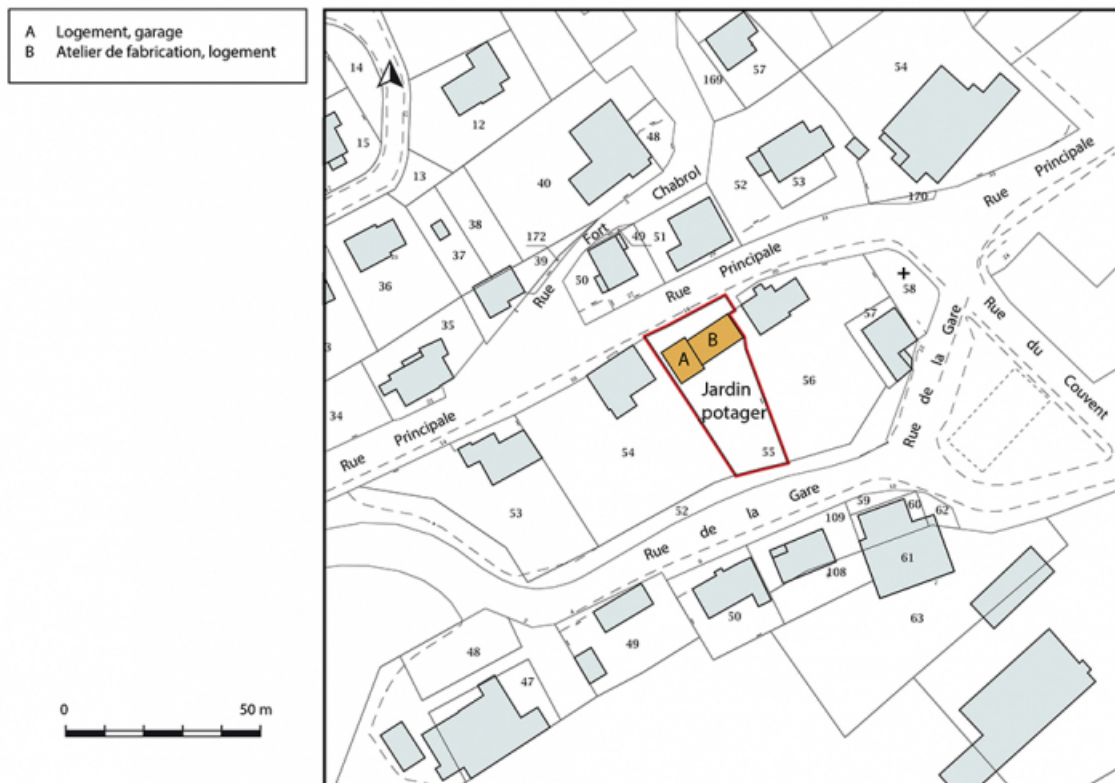 A Logement, garage
B Atelier de fabrication, logement
14
54
57
169
12
48
15
40
13
52
53
Rue Fort Chabrol
38
170
Rue Principale
37
172
49
51
39
50
36
Rue Principale
58
57
35
B
A
Rue de la Gare
Rue du Couvent
34
Jardin
potager
56
Rue Principale
54
55
53
52
Rue de la Gare
59
60
62
109
61
108
50
63
49
48
47
0 50 m